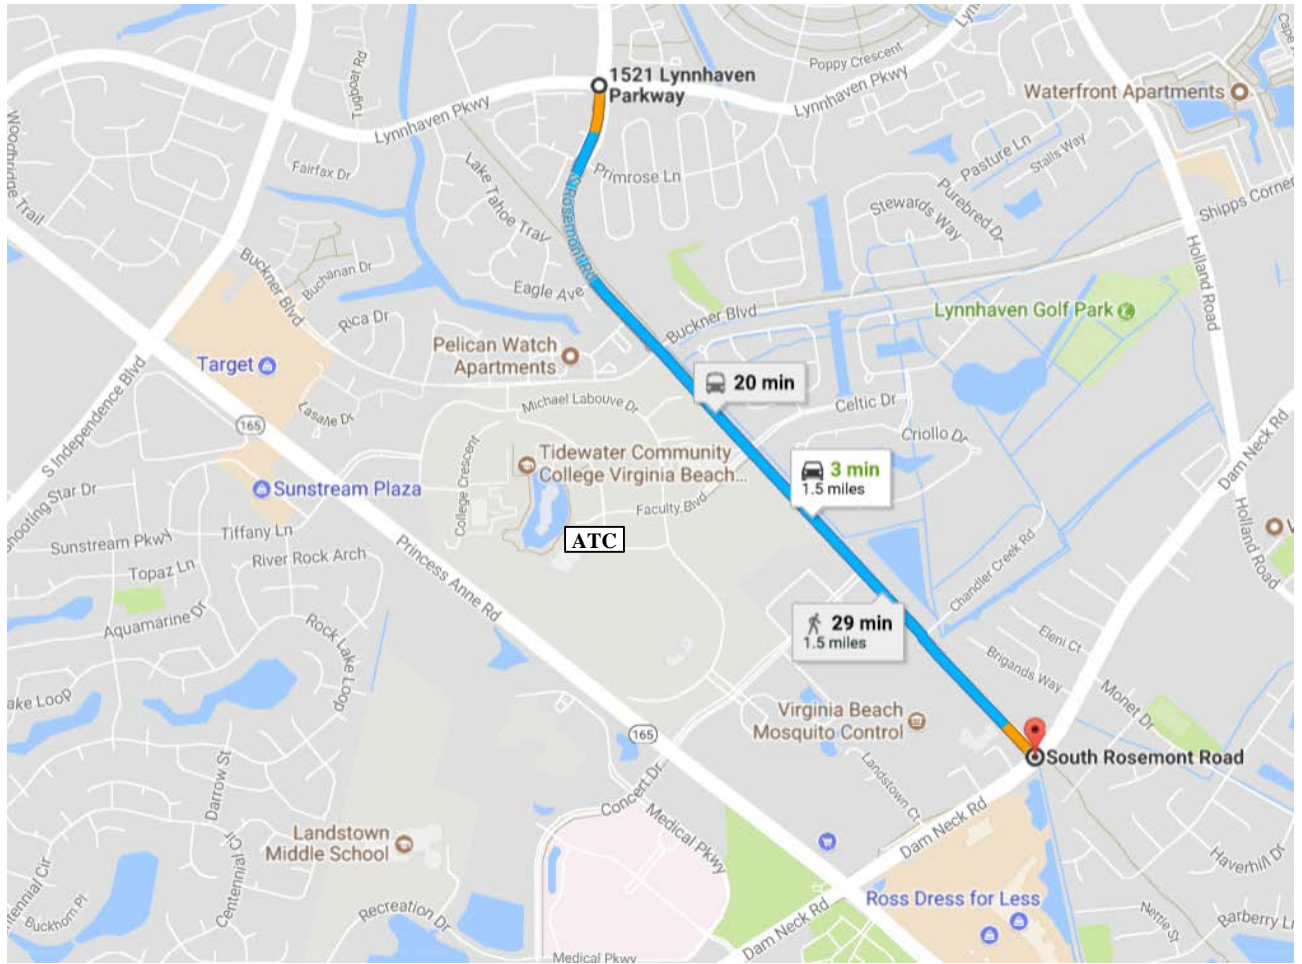 1521 Lynnhaven
Parkway
Poppy Crescent
Lynnhaven Pkwy
Waterfront Apartments
Tugboat Rd
Lynnhaven Pkwy
Woodbridge Trail
Fairfax Dr
Lake Tahoe Trail
Primrose Ln
Pasture Ln
Stalls Way
Purebred Dr
Stewards Way
Shipps Corner
S Rosemont Rd
Holland Road
Buckner Blvd
Buchanan Dr
Eagle Ave
Rica Dr
Buckner Blvd
Lynnhaven Golf Park
Pelican Watch
Apartments
Target
20 min
S Independence Blvd
Lasalle Dr
Michael Labouve Dr
Celtic Dr
165
Criollo Dr
Dam Neck Rd
College Crescent
Tidewater Community
College Virginia Beach...
3 min
1.5 miles
Shooting Star Dr
Sunstream Plaza
Faculty Blvd
Holland Road
V
Tiffany Ln
Sunstream Pkwy
ATC
River Rock Arch
Topaz Ln
Princess Anne Rd
Chandler Creek Rd
Aquamarine Dr
Rock Lake Loop
29 min
1.5 miles
Eleni Ct
Brigands Way
ake Loop
Monet Dr
Virginia Beach
Mosquito Control
165
South Rosemont Road
Darrow St
Concert Dr...
Landstown Ct
Medical Pkwy
Dam Neck Rd
Landstown
Middle School
Centennial Cir
Haverhill Dr
ntennial Cir
Buckhorn Pl
Recreation Dr
Ross Dress for Less
Dam Neck Rd
Nettle St
Barberry Ln
Medical Pkwy